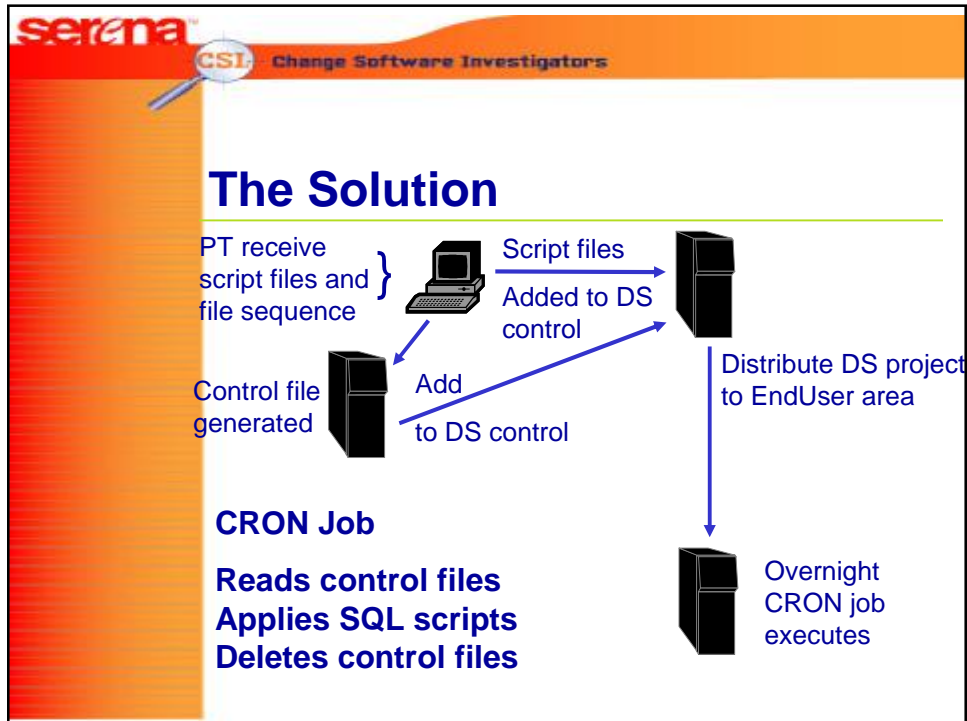 serena™
CSI Change Software Investigators
The Solution
PT receive
script files and
file sequence
}
Script files
Added to DS
control
Control file
generated
Add
to DS control
Distribute DS project
to EndUser area
CRON Job
Reads control files
Applies SQL scripts
Deletes control files
Overnight
CRON job
executes